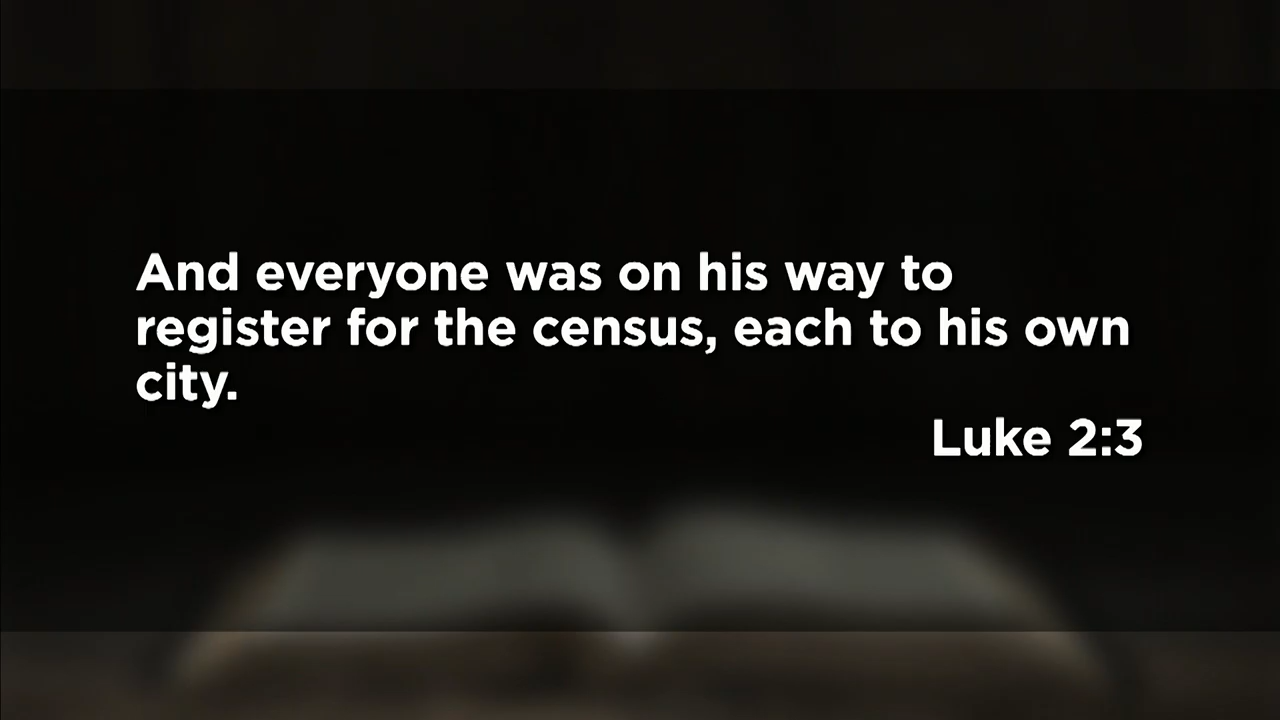 And everyone was on his way to
register for the census, each to his own
city.
Luke 2:3